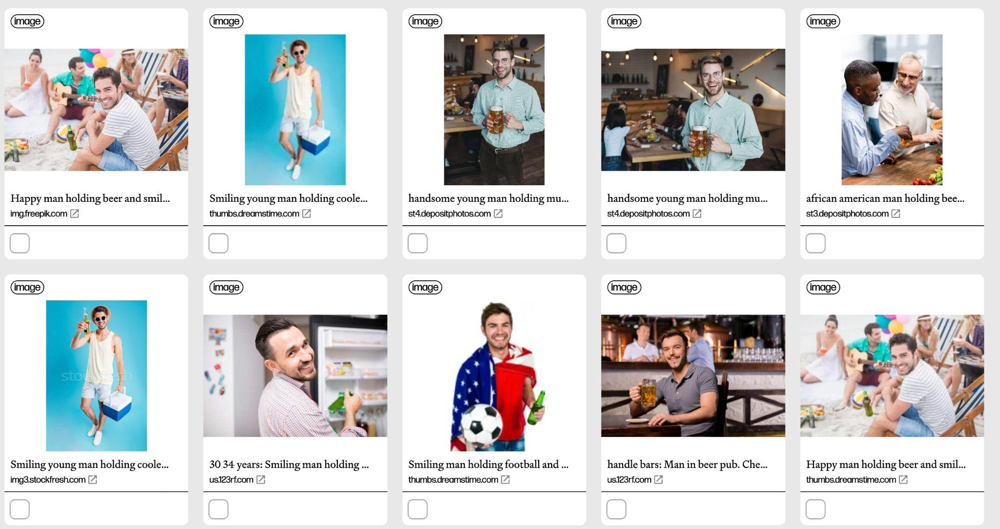 image
image
image
image
image
Happy man holding beer and smil...
Smiling young man holding coole...
handsome young man holding mu...
handsome young man holding mu...
african american man holding bee...
img.freepik.com
thumbs.dreamstime.com
st4.depositphotos.com
st4.depositphotos.com
st3.depositphotos.com
image
image
image
image
image
stockfresh
Smiling young man holding coole...
30 34 years: Smiling man holding ...
Smiling man holding football and ...
handle bars: Man in beer pub. Che...
Happy man holding beer and smil...
img3.stockfresh.com
us.123rf.com
thumbs.dreamstime.com
us.123rf.com
thumbs.dreamstime.com